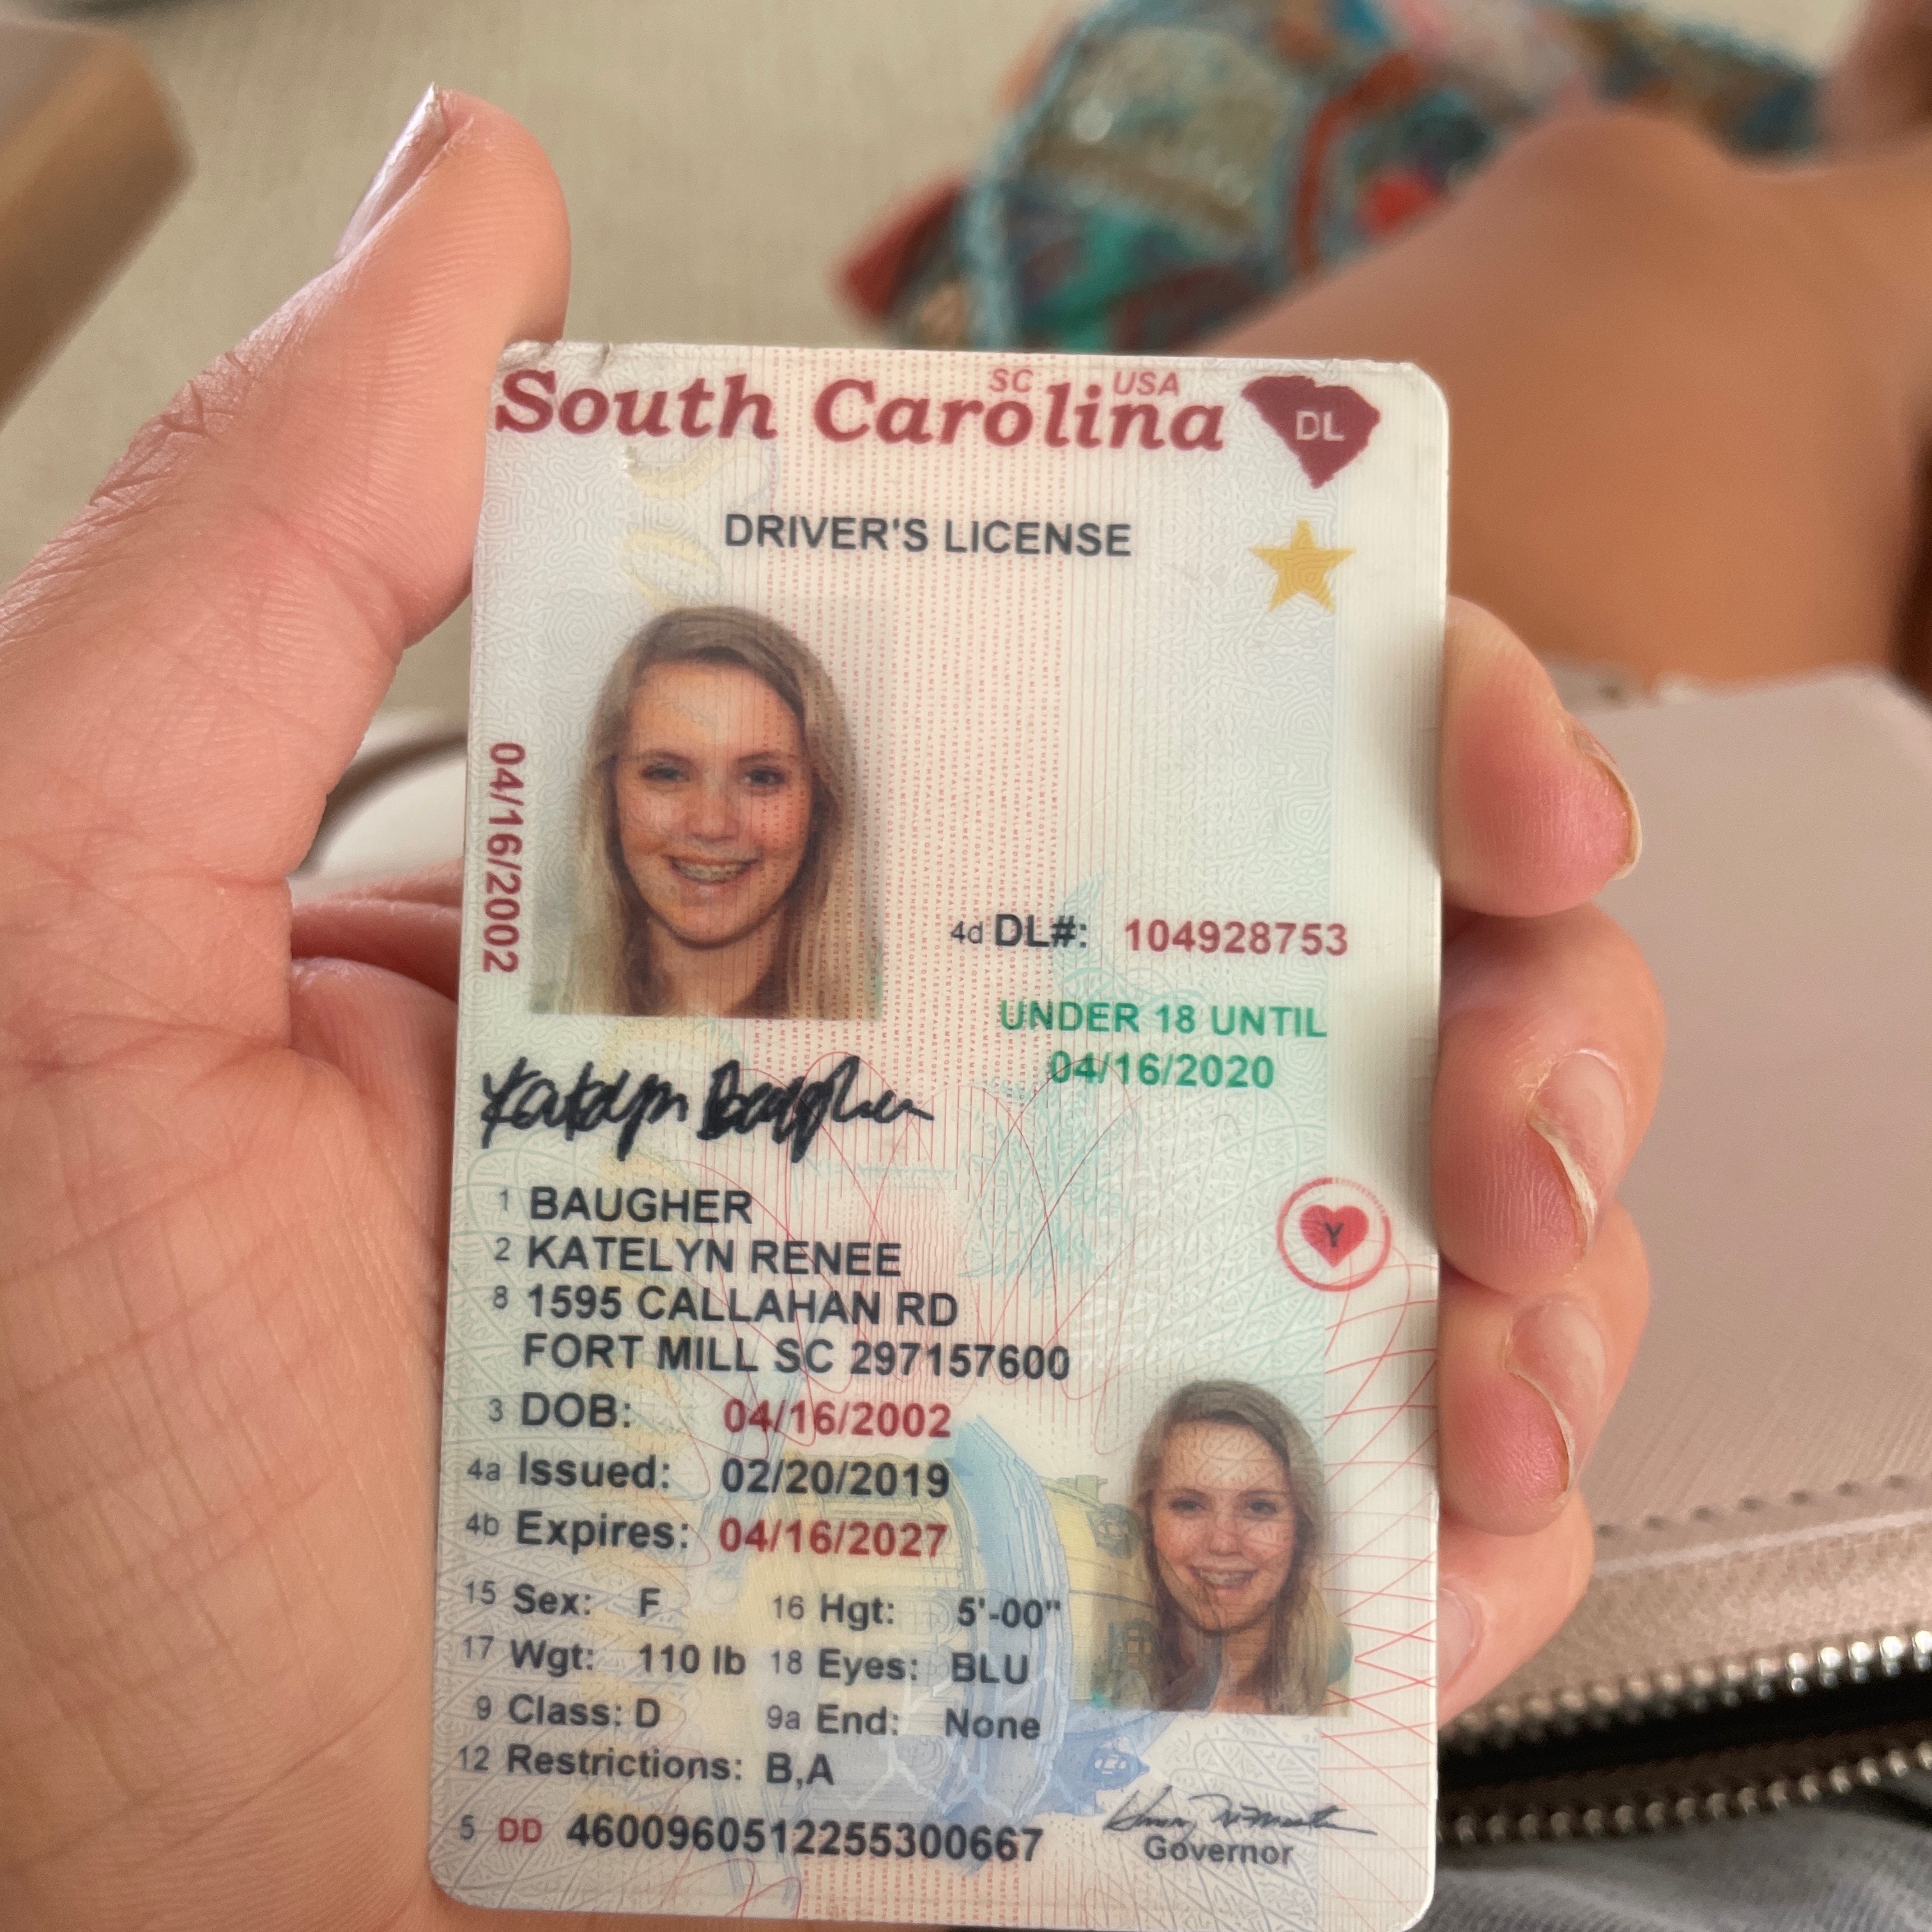 SC USA
South Carolina
DL
DRIVER'S LICENSE
04/16/2002
4d DL#: 104928753
UNDER 18 UNTIL
04/16/2020
Katelyn Baugher
1 BAUGHER
2 KATELYN RENEE
Y
8 1595 CALLAHAN RD
FORT MILL SC 297157600
3 DOB: 04/16/2002
4a Issued: 02/20/2019
4b Expires: 04/16/2027
15 Sex: F 16 Hgt: 5'-00"
17 Wgt: 110 lb 18 Eyes: BLU
9 Class: D 9a End: None
12 Restrictions: B,A
5 DD 4600960512255300667
Governor